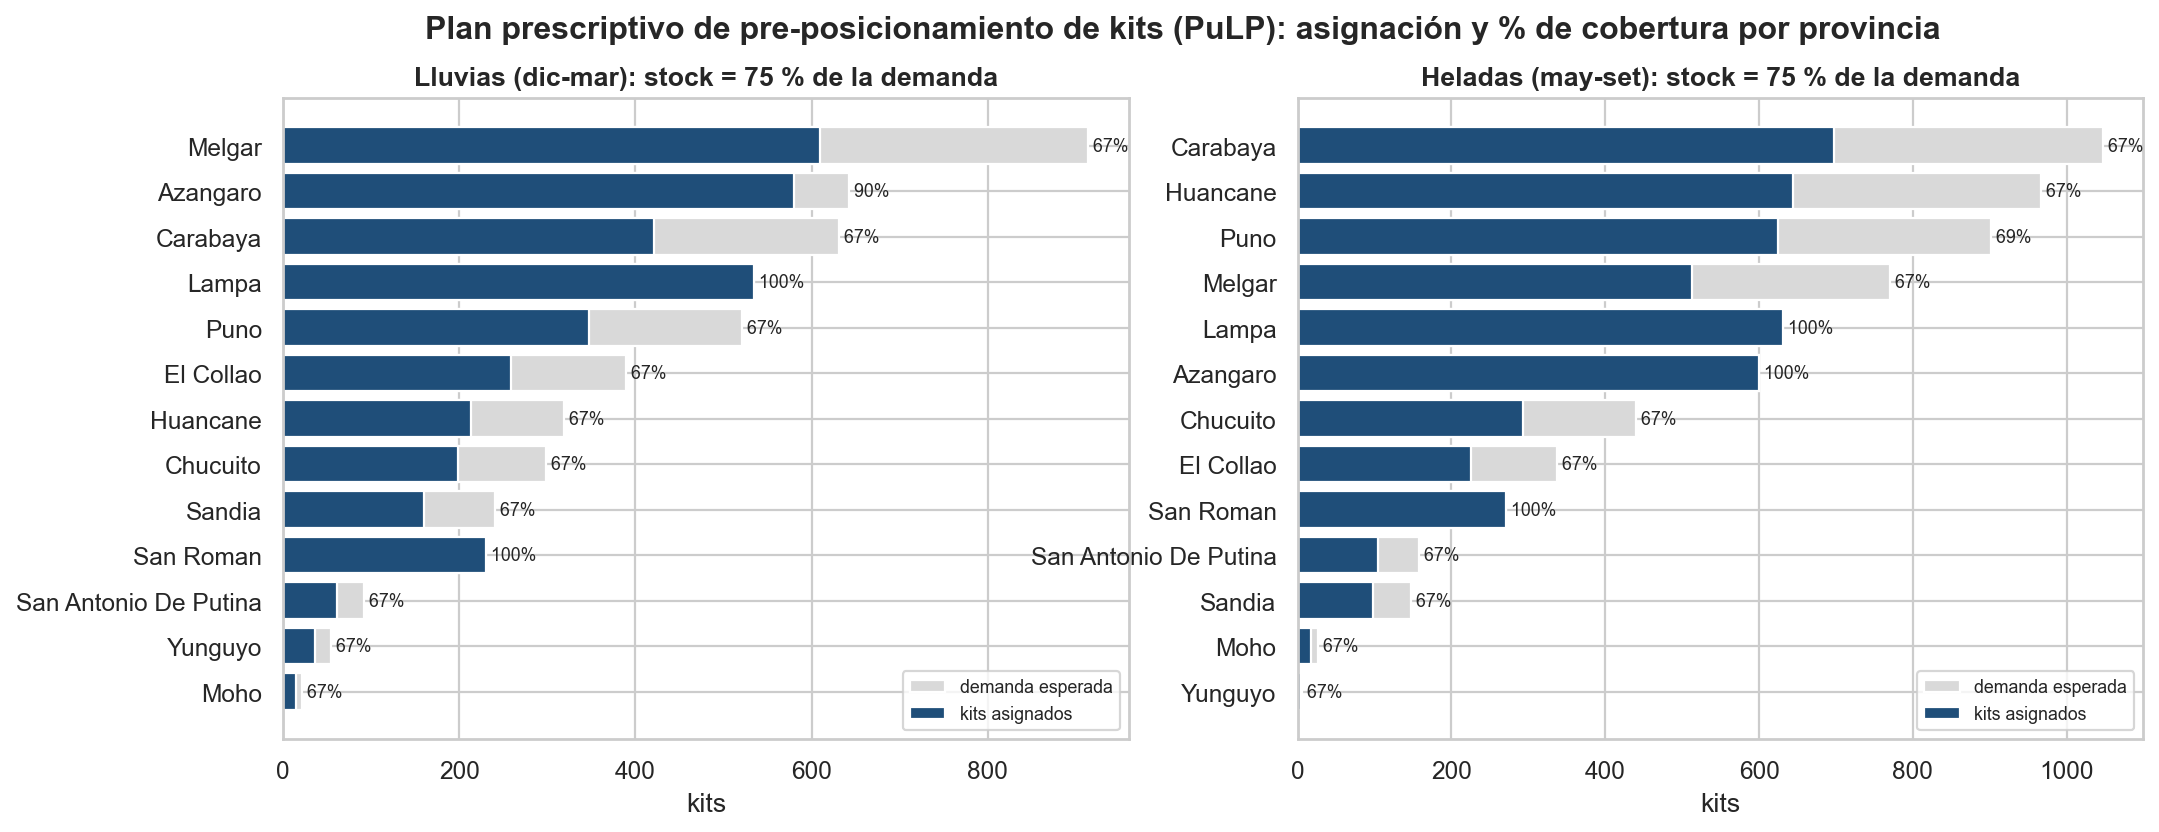 Plan prescriptivo de pre-posicionamiento de kits (PuLP): asignación y % de cobertura por provincia
Lluvias (dic-mar): stock = 75 % de la demanda
Melgar 67%
Azangaro 90%
Carabaya 67%
Lampa 100%
Puno 67%
El Collao 67%
Huancane 67%
Chucuito 67%
Sandia 67%
San Roman 100%
San Antonio De Putina 67%
Yunguyo 67%
Moho 67%
demanda esperada
kits asignados
0 200 400 600 800
kits
Heladas (may-set): stock = 75 % de la demanda
Carabaya 67%
Huancane 67%
Puno 69%
Melgar 67%
Lampa 100%
Azangaro 100%
Chucuito 67%
El Collao 67%
San Roman 100%
San Antonio De Putina 67%
Sandia 67%
Moho 67%
Yunguyo 67%
demanda esperada
kits asignados
0 200 400 600 800 1000
kits